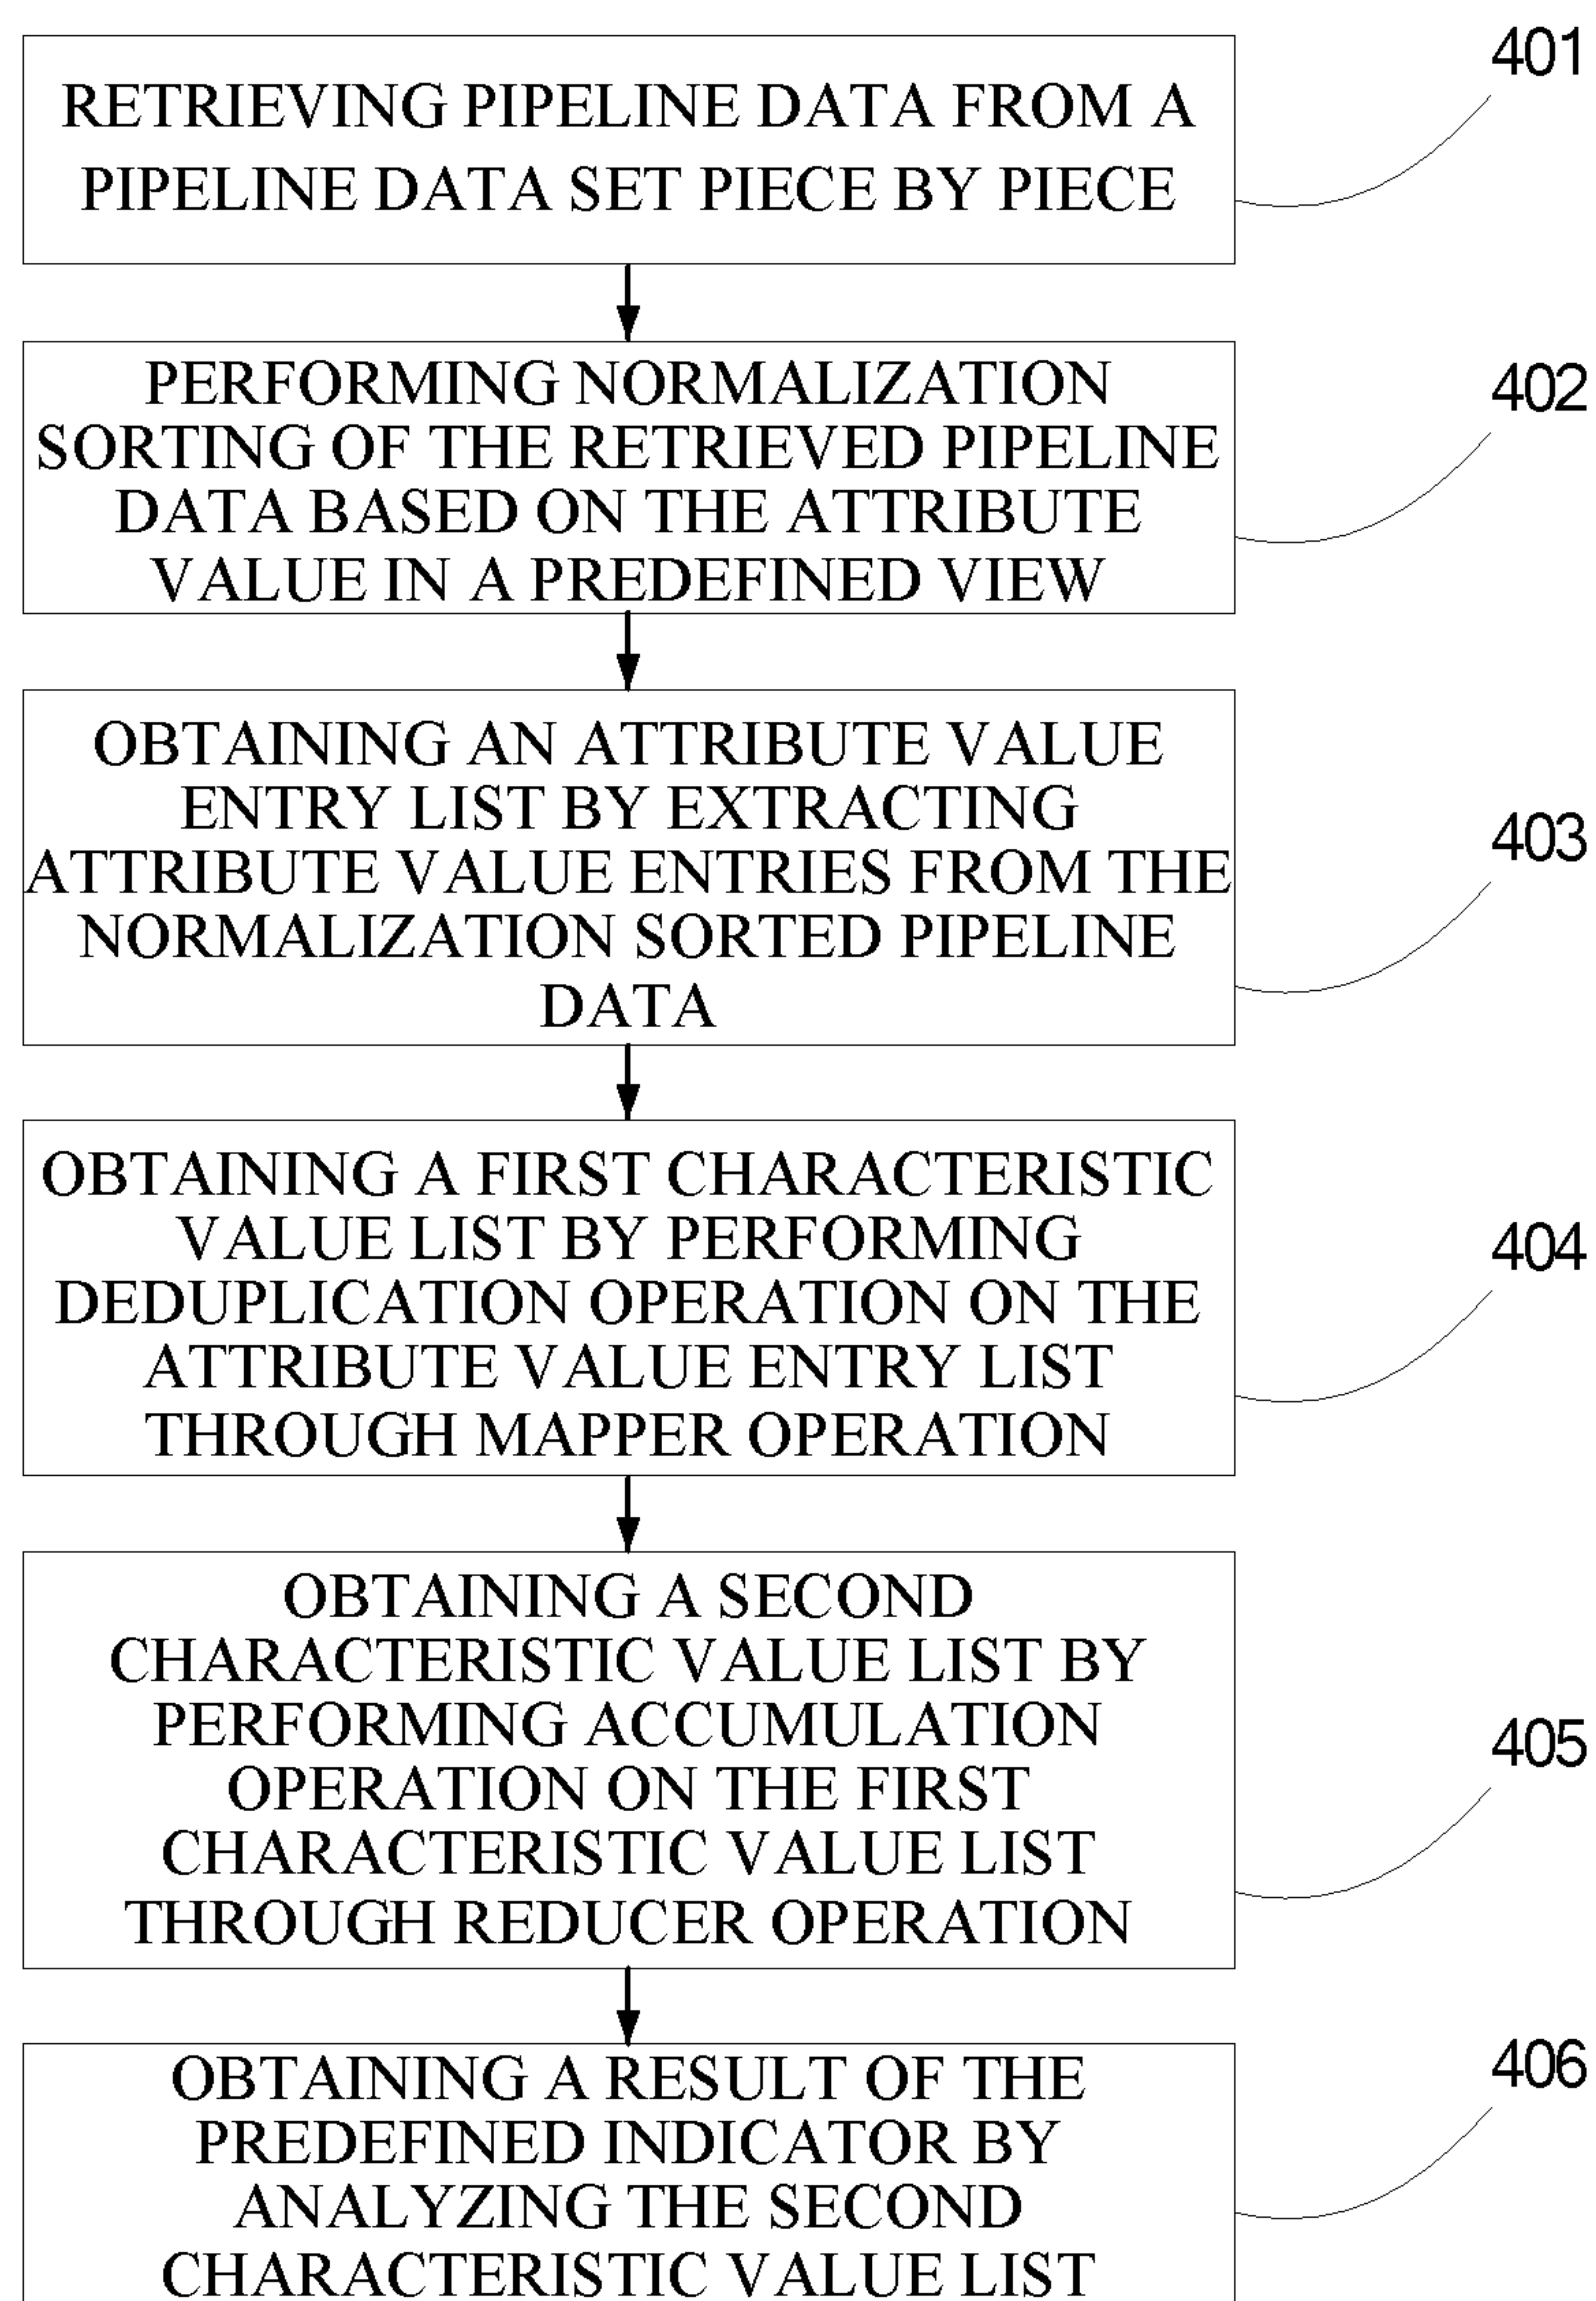 401
RETRIEVING PIPELINE DATA FROM A
PIPELINE DATA SET PIECE BY PIECE
402
PERFORMING NORMALIZATION
SORTING OF THE RETRIEVED PIPELINE
DATA BASED ON THE ATTRIBUTE
VALUE IN A PREDEFINED VIEW
403
OBTAINING AN ATTRIBUTE VALUE
ENTRY LIST BY EXTRACTING
ATTRIBUTE VALUE ENTRIES FROM THE
NORMALIZATION SORTED PIPELINE
DATA
404
OBTAINING A FIRST CHARACTERISTIC
VALUE LIST BY PERFORMING
DEDUPLICATION OPERATION ON THE
ATTRIBUTE VALUE ENTRY LIST
THROUGH MAPPER OPERATION
405
OBTAINING A SECOND
CHARACTERISTIC VALUE LIST BY
PERFORMING ACCUMULATION
OPERATION ON THE FIRST
CHARACTERISTIC VALUE LIST
THROUGH REDUCER OPERATION
406
OBTAINING A RESULT OF THE
PREDEFINED INDICATOR BY
ANALYZING THE SECOND
CHARACTERISTIC VALUE LIST